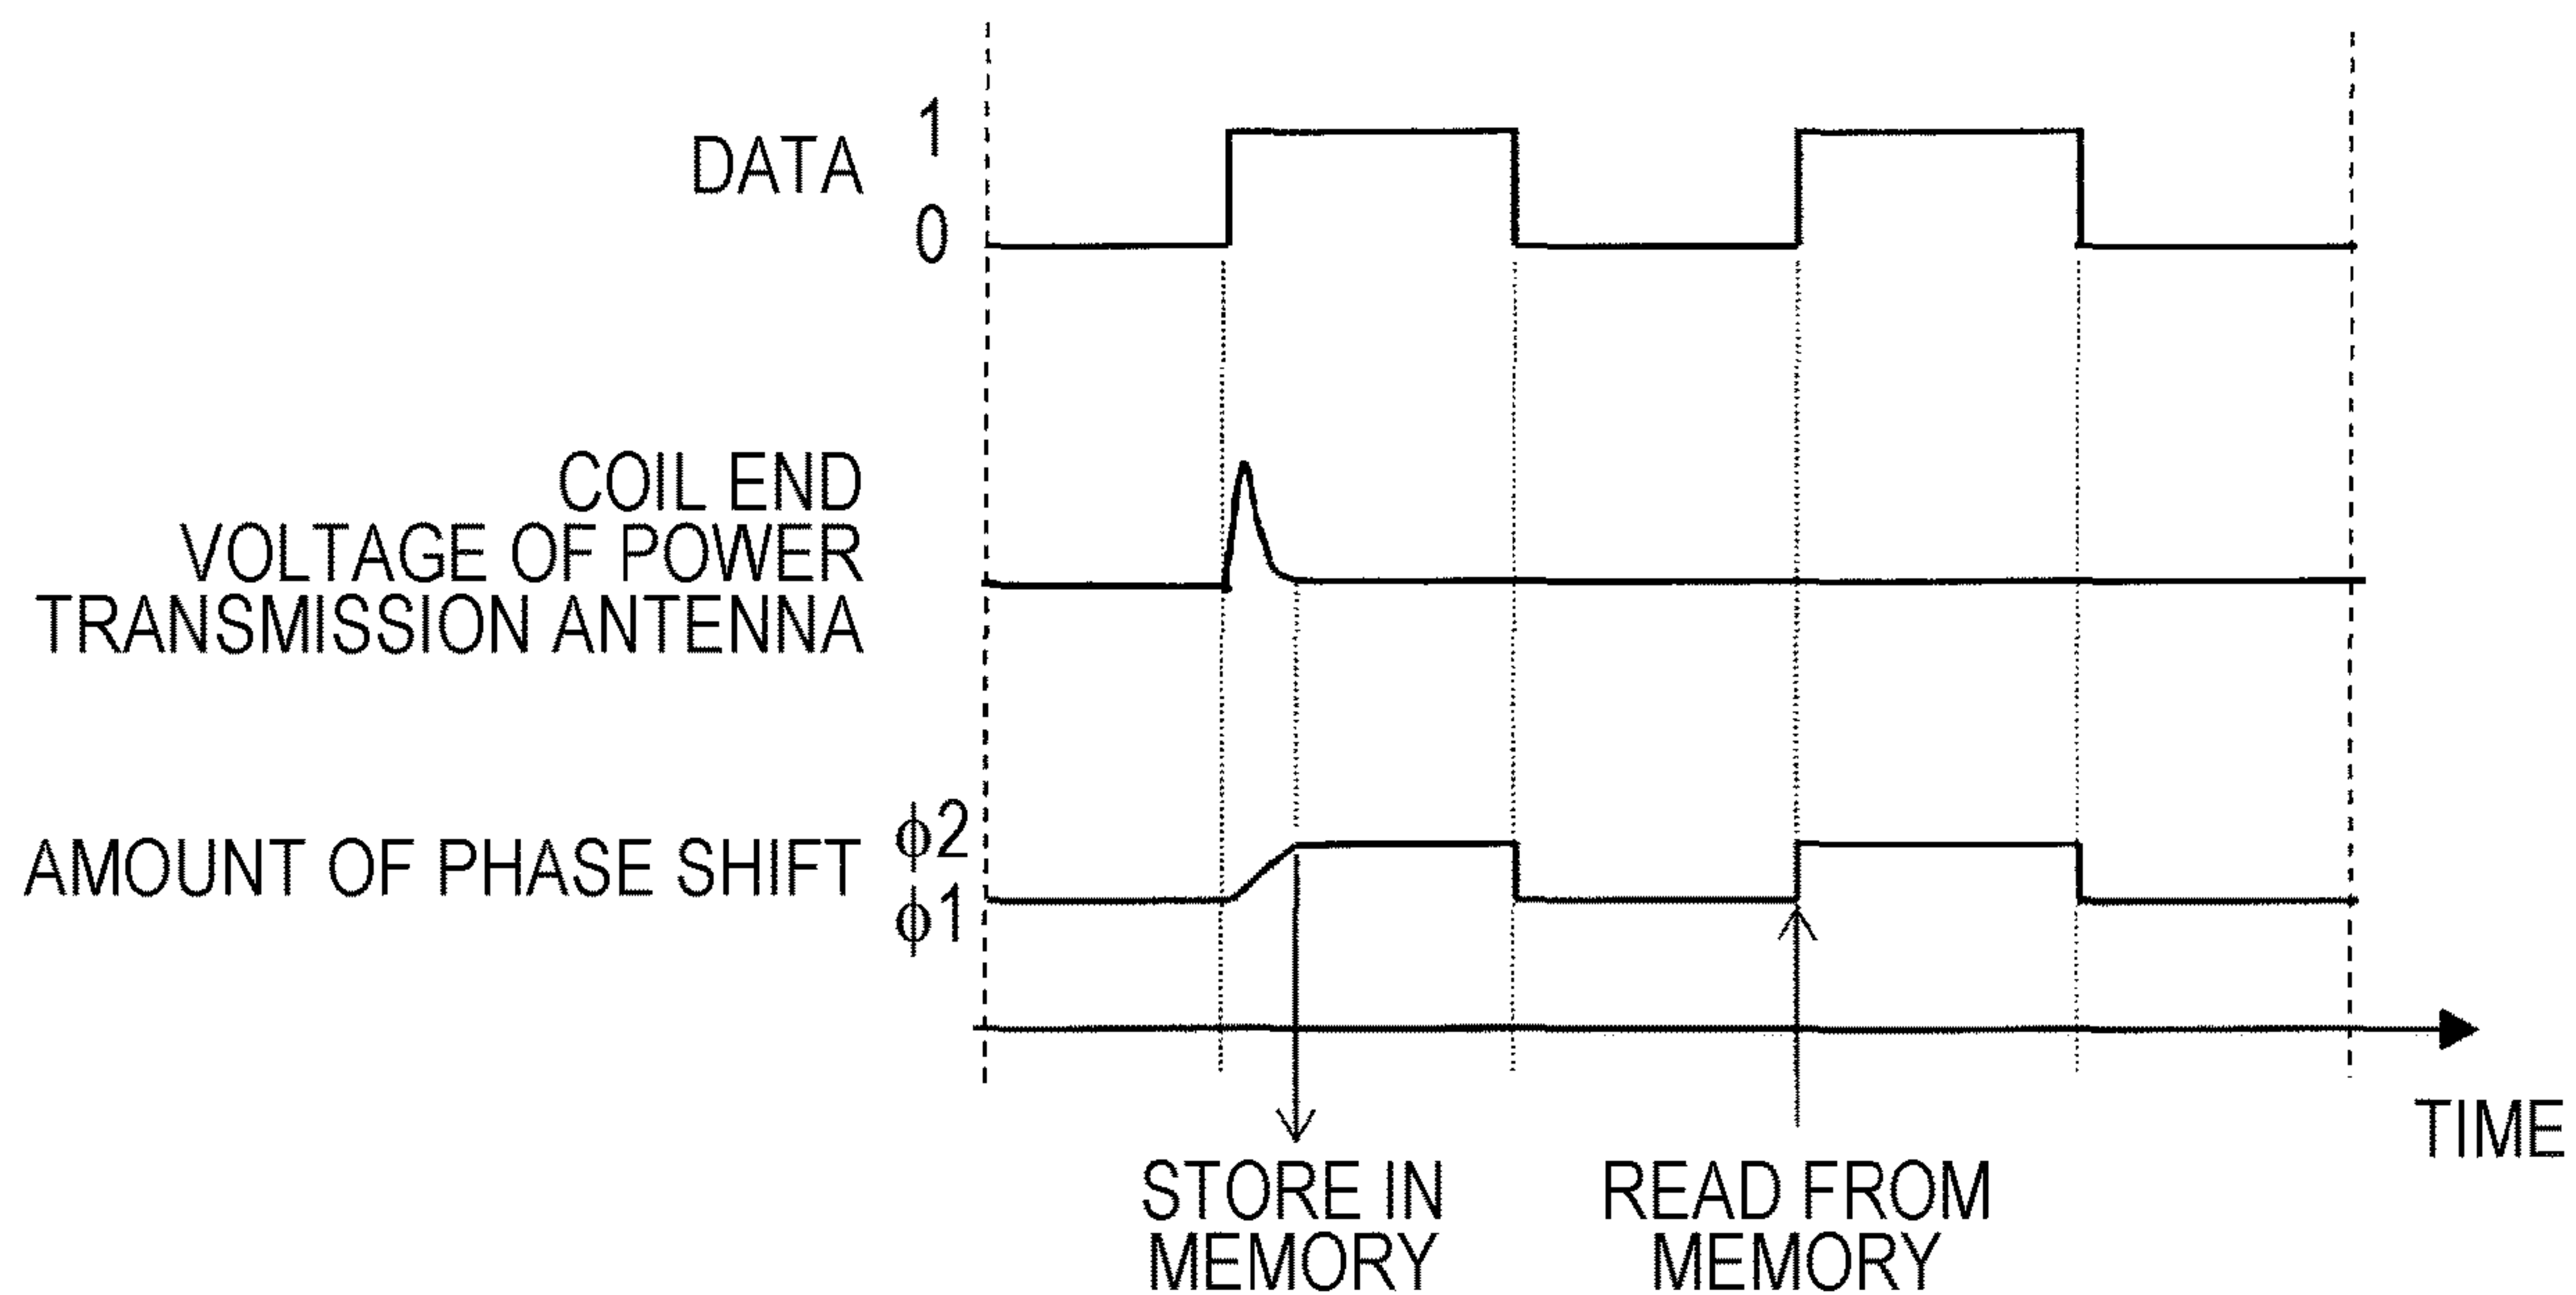 1
DATA
0
COIL END
VOLTAGE OF POWER
TRANSMISSION ANTENNA
ϕ2
AMOUNT OF PHASE SHIFT
ϕ1
TIME
STORE IN
MEMORY
READ FROM
MEMORY